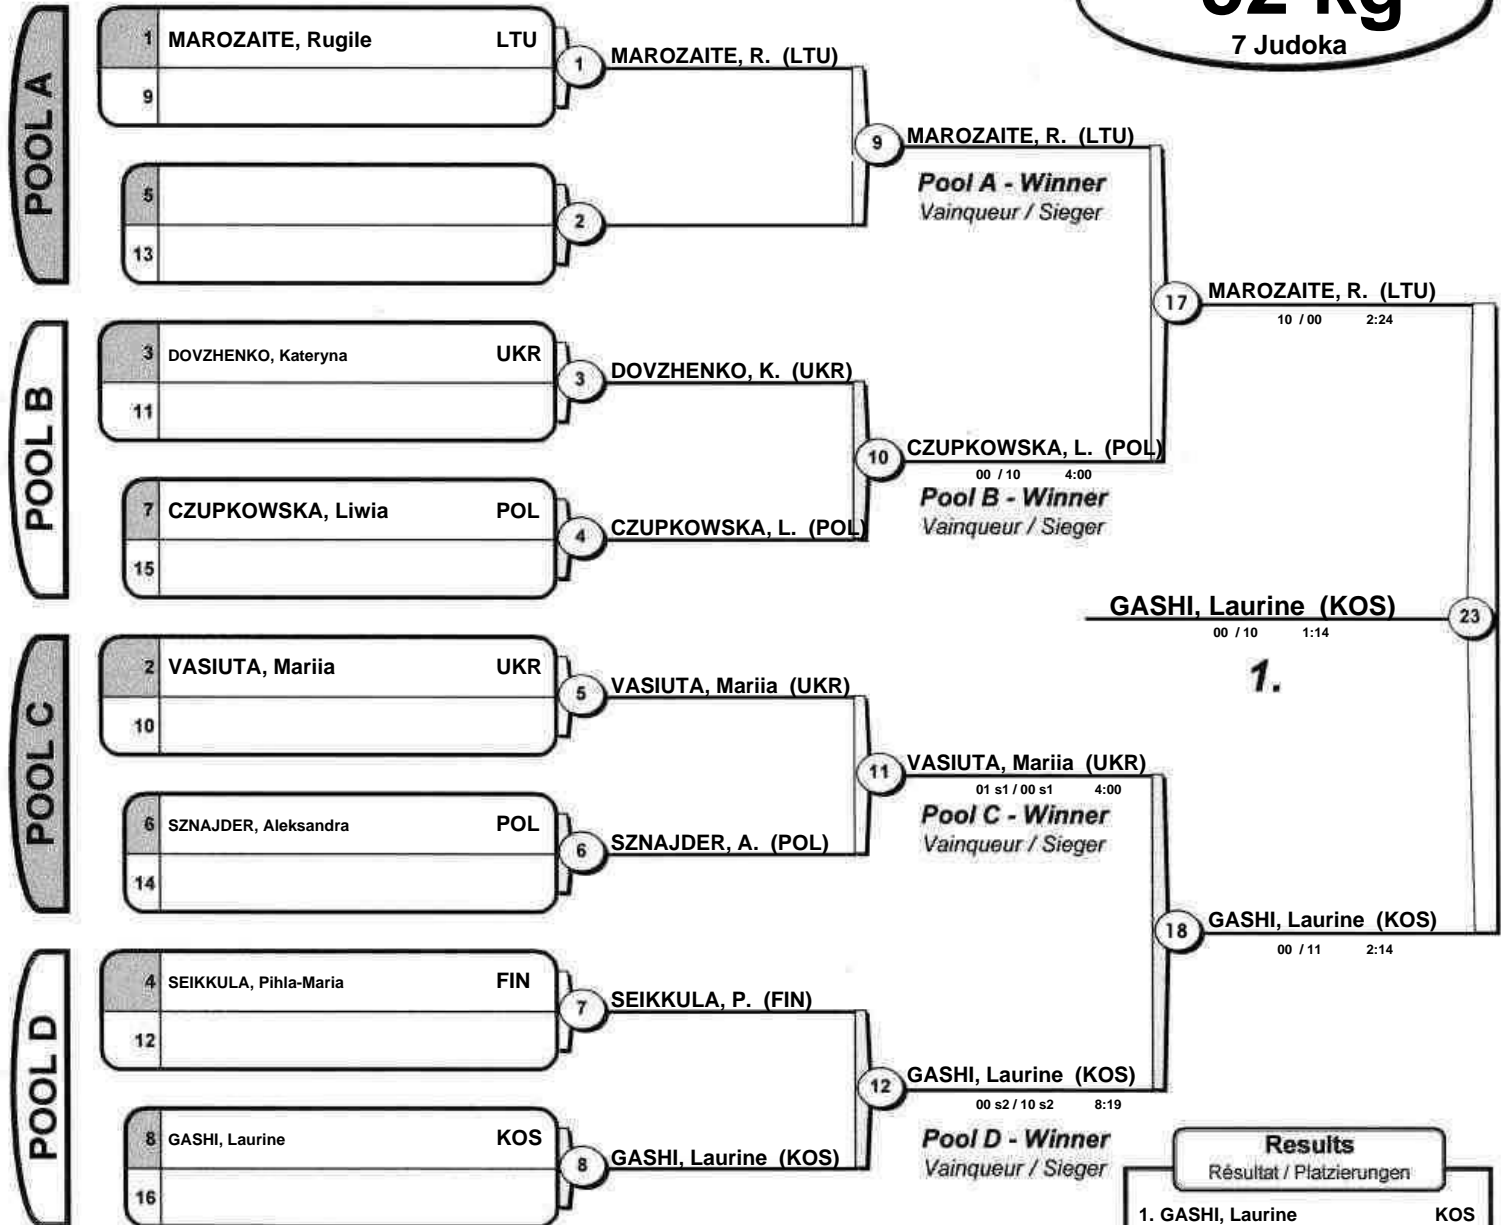 7 Judoka
POOL A
1 MAROZAITE, Rugile LTU
9
1 MAROZAITE, R. (LTU)
5
13
2
9 MAROZAITE, R. (LTU)
Pool A - Winner
Vainqueur / Sieger
POOL B
3 DOVZHENKO, Kateryna UKR
11
3 DOVZHENKO, K. (UKR)
7 CZUPKOWSKA, Liwia POL
15
4 CZUPKOWSKA, L. (POL)
10 CZUPKOWSKA, L. (POL)
00 / 10 4:00
Pool B - Winner
Vainqueur / Sieger
17 MAROZAITE, R. (LTU)
10 / 00 2:24
GASHI, Laurine (KOS) 23
00 / 10 1:14
1.
POOL C
2 VASIUTA, Mariia UKR
10
5 VASIUTA, Mariia (UKR)
6 SZNAJDER, Aleksandra POL
14
6 SZNAJDER, A. (POL)
11 VASIUTA, Mariia (UKR)
01 s1 / 00 s1 4:00
Pool C - Winner
Vainqueur / Sieger
18 GASHI, Laurine (KOS)
00 / 11 2:14
POOL D
4 SEIKKULA, Pihla-Maria FIN
12
7 SEIKKULA, P. (FIN)
8 GASHI, Laurine KOS
16
8 GASHI, Laurine (KOS)
12 GASHI, Laurine (KOS)
00 s2 / 10 s2 8:19
Pool D - Winner
Vainqueur / Sieger
Results
Résultat / Platzierungen
1. GASHI, Laurine KOS